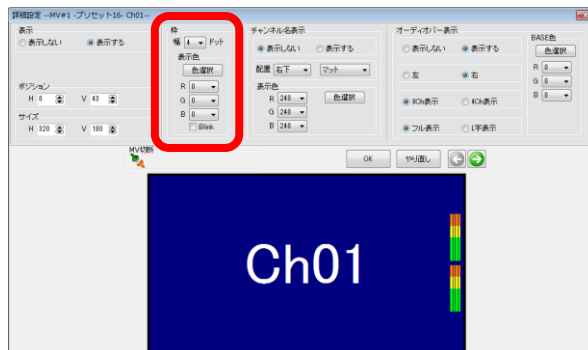 詳細設定 ―MV#1 -プリセット16- Ch01―
表示
表示しない 表示する
ポジション
H 0 V 43
サイズ
H 320 V 180
枠
幅 4 ドット
表示色
色選択
R 0
G 0
B 0
Blink
チャンネル名表示
表示しない 表示する
配置 右下 マット
表示色
R 240 色選択
G 240
B 240
オーディオバー表示
表示しない 表示する
左 右
8Ch表示 4Ch表示
フル表示 L字表示
BASE色
色選択
R 0
G 0
B 0
MV切断
OK やり直し
Ch01